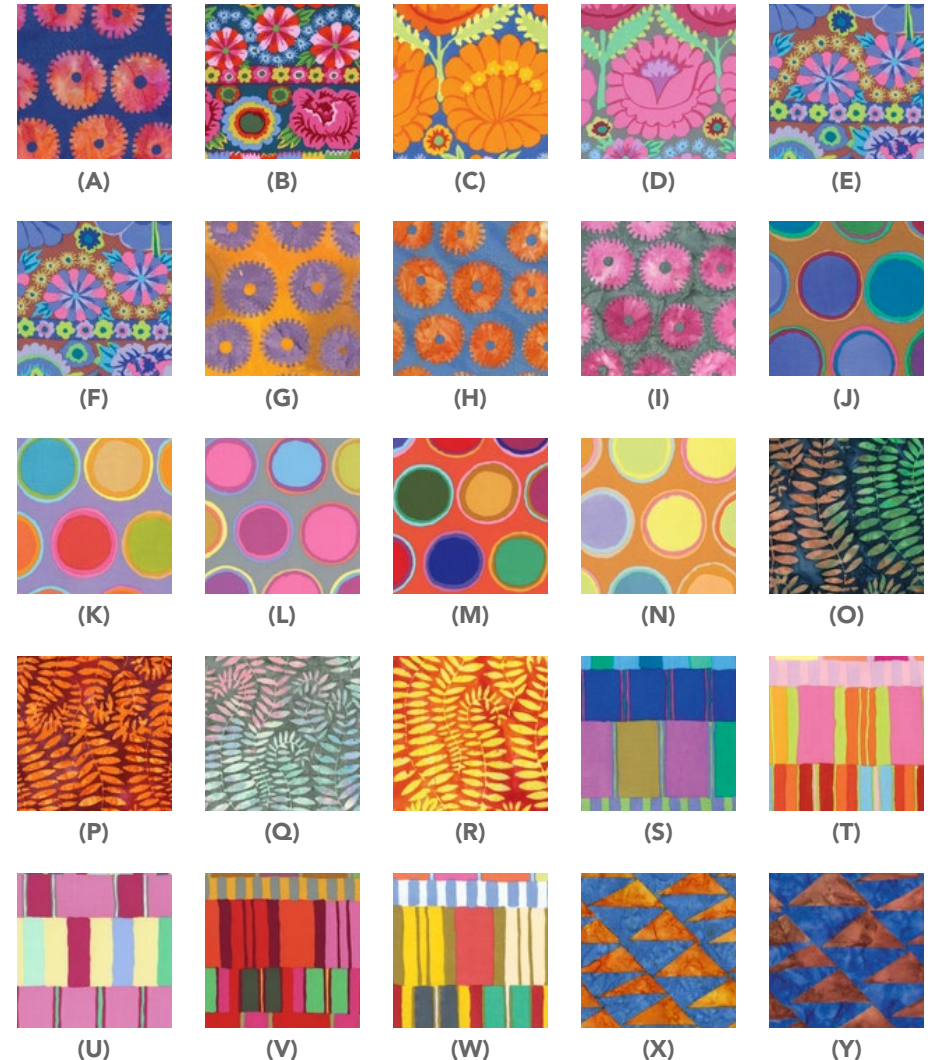 (A) (B) (C) (D) (E)
(F) (G) (H) (I) (J)
(K) (L) (M) (N) (O)
(P) (Q) (R) (S) (T)
(U) (V) (W) (X) (Y)